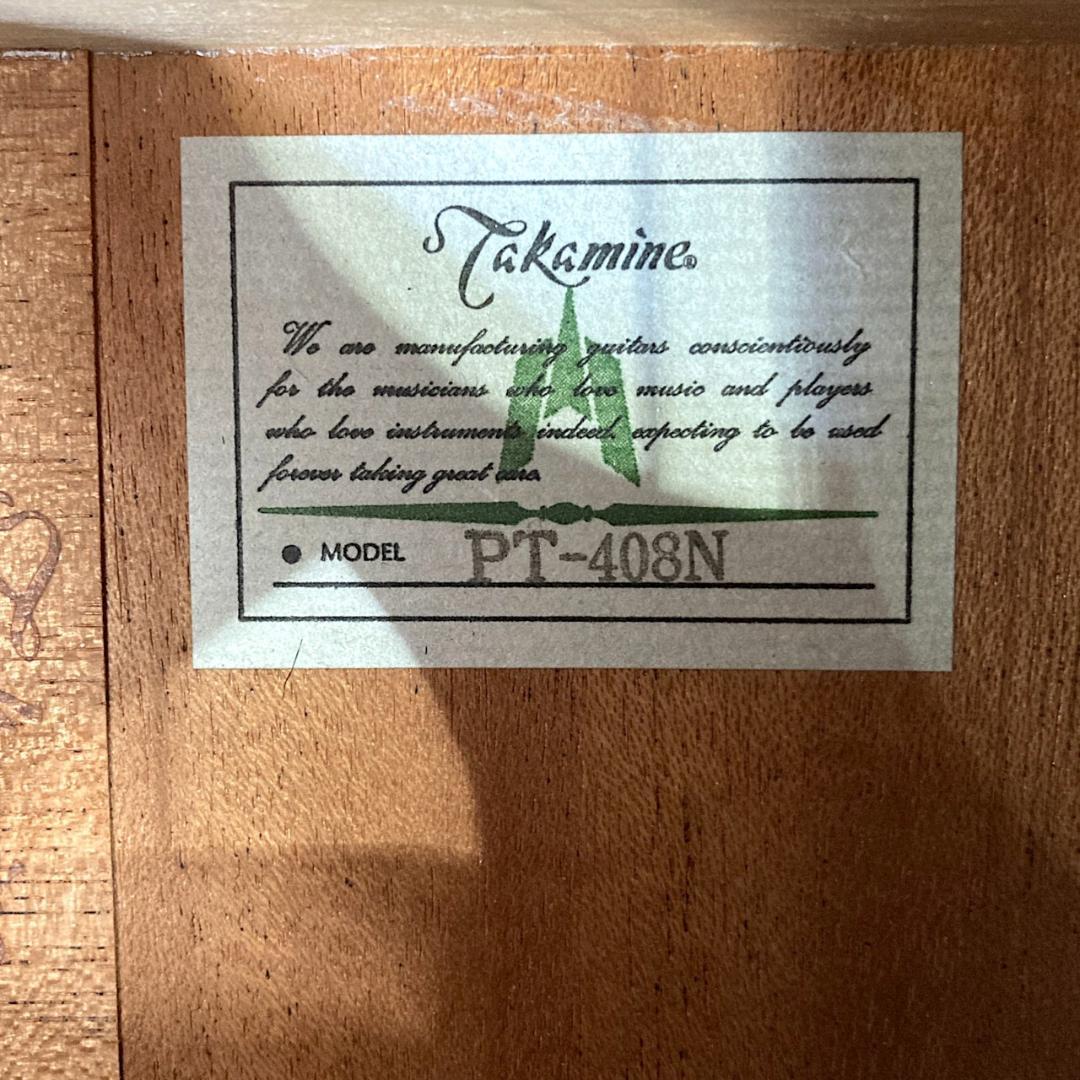 Takamine®
We are manufacturing guitars conscientiously
for the musicians who love music and players
who love instruments indeed, expecting to be used
forever taking great care.
● MODEL PT-408N